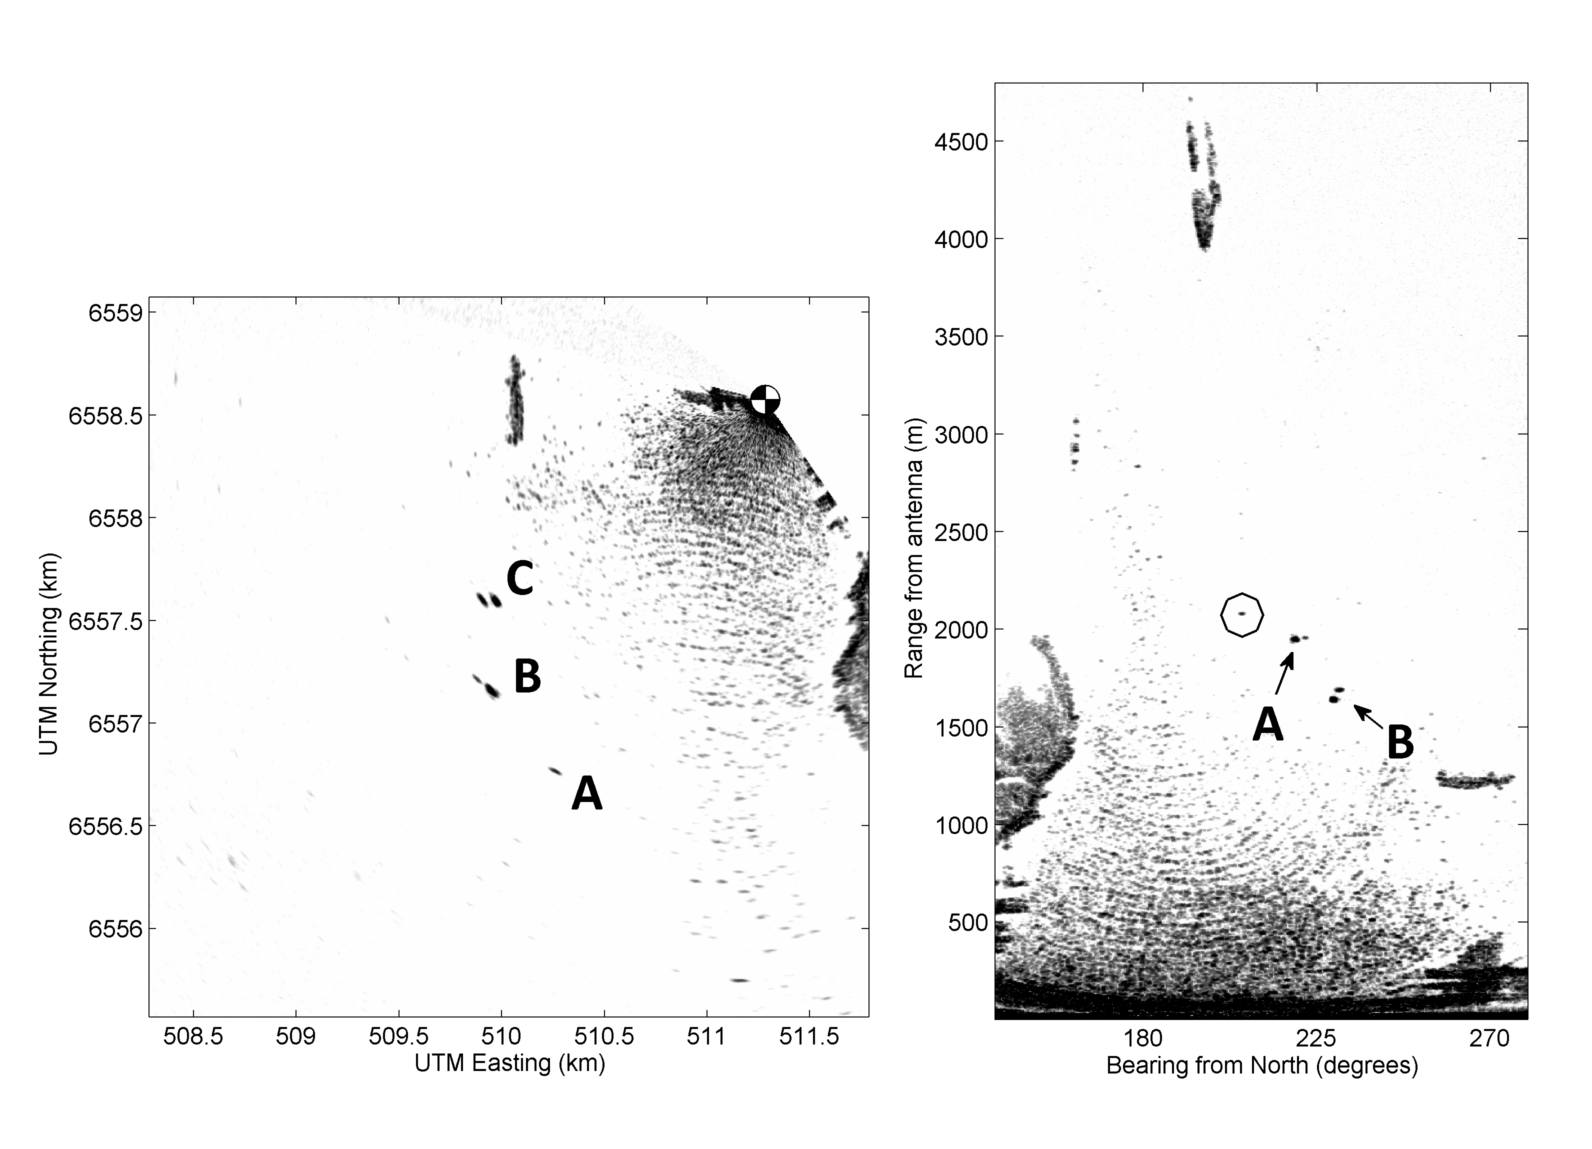 6559
6558.5
6558
6557.5
6557
6556.5
6556
UTM Northing (km)
C
B
A
508.5 509 509.5 510 510.5 511 511.5
UTM Easting (km)
4500
4000
3500
3000
2500
2000
1500
1000
500
Range from antenna (m)
A
B
180 225 270
Bearing from North (degrees)